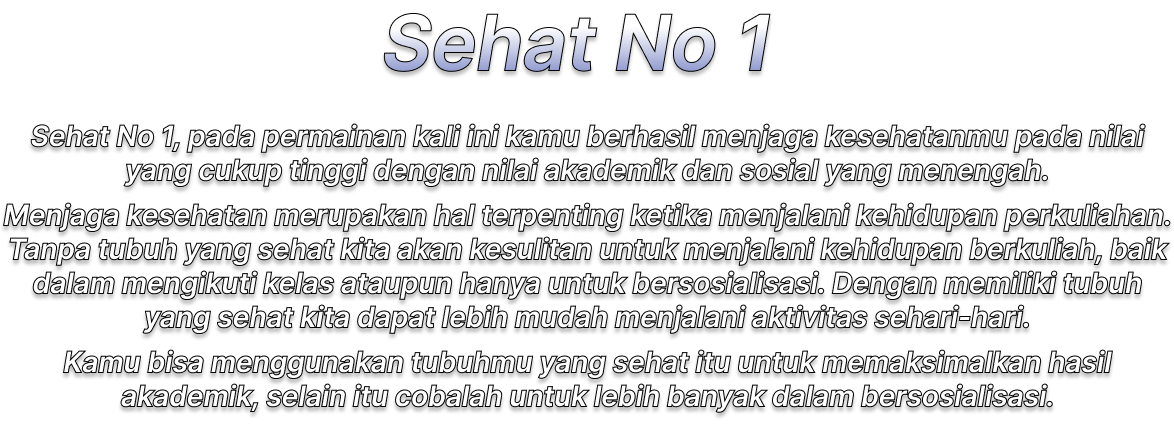 Sehat No 1
Sehat No 1, pada permainan kali ini kamu berhasil menjaga kesehatanmu pada nilai
yang cukup tinggi dengan nilai akademik dan sosial yang menengah.
Menjaga kesehatan merupakan hal terpenting ketika menjalani kehidupan perkuliahan.
Tanpa tubuh yang sehat kita akan kesulitan untuk menjalani kehidupan berkuliah, baik
dalam mengikuti kelas ataupun hanya untuk bersosialisasi. Dengan memiliki tubuh
yang sehat kita dapat lebih mudah menjalani aktivitas sehari-hari.
Kamu bisa menggunakan tubuhmu yang sehat itu untuk memaksimalkan hasil
akademik, selain itu cobalah untuk lebih banyak dalam bersosialisasi.